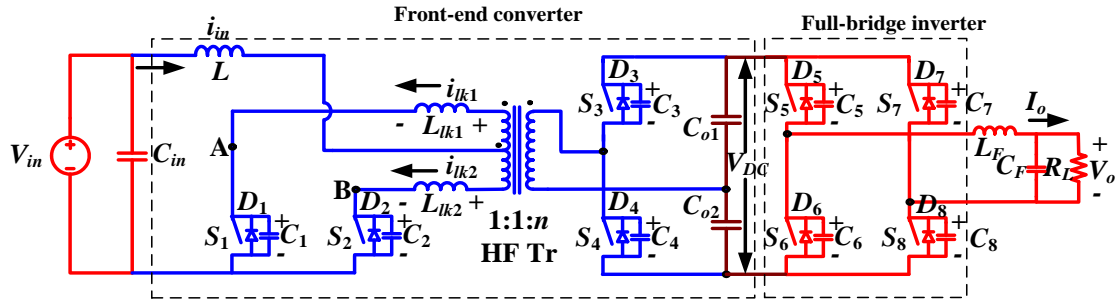 Front-end converter
Full-bridge inverter
i_in
L
V_in
C_in
A
B
i_lk1
- L_lk1 +
i_lk2
- L_lk2 +
1:1:n
HF Tr
D_1
S_1
+
C_1
-
D_2
S_2
+
C_2
-
D_3
S_3
+
C_3
-
D_4
S_4
+
C_4
-
C_o1
V_DC
C_o2
D_5
S_5
+
C_5
-
D_7
S_7
+
C_7
-
D_6
S_6
+
C_6
-
D_8
S_8
+
C_8
-
I_o
L_F
C_F
R_L
+
V_o
-